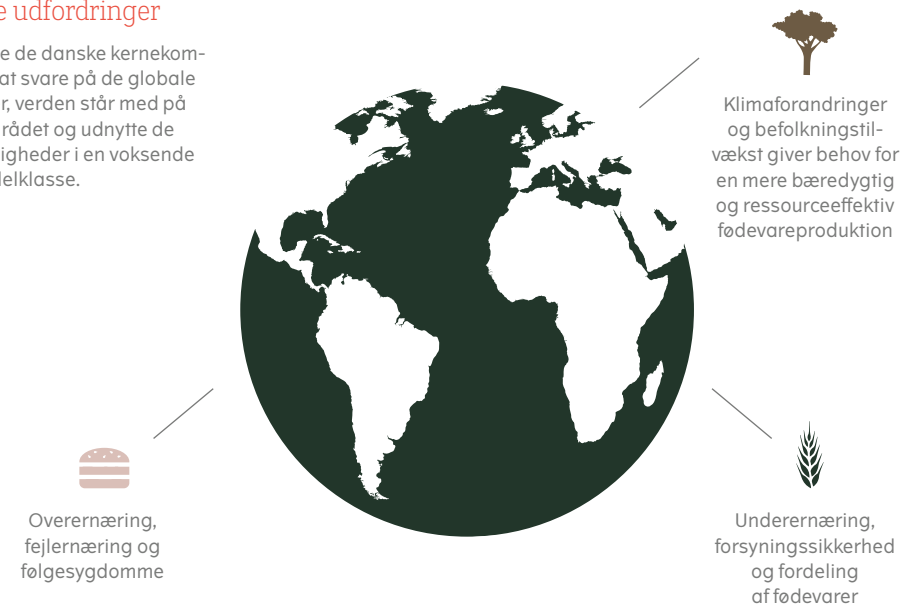 e udfordringer
e de danske kernekom-
at svare på de globale
r, verden står med på
rådet og udnytte de
igheder i en voksende
delklasse.
Klimaforandringer
og befolkningstil-
vækst giver behov for
en mere bæredygtig
og ressourceeffektiv
fødevareproduktion
Overernæring,
fejlernæring og
følgesygdomme
Underernæring,
forsyningssikkerhed
og fordeling
af fødevarer